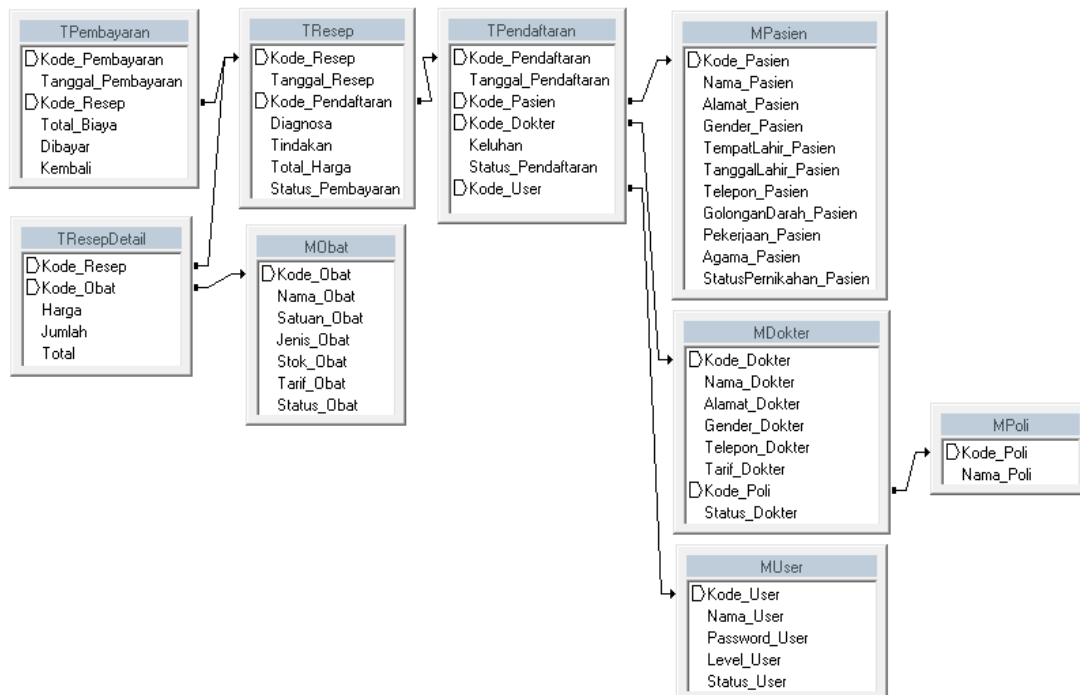 TPembayaran
Kode_Pembayaran
Tanggal_Pembayaran
Kode_Resep
Total_Biaya
Dibayar
Kembali
TResep
Kode_Resep
Tanggal_Resep
Kode_Pendaftaran
Diagnosa
Tindakan
Total_Harga
Status_Pembayaran
TPendaftaran
Kode_Pendaftaran
Tanggal_Pendaftaran
Kode_Pasien
Kode_Dokter
Keluhan
Status_Pendaftaran
Kode_User
MPasien
Kode_Pasien
Nama_Pasien
Alamat_Pasien
Gender_Pasien
TempatLahir_Pasien
TanggalLahir_Pasien
Telepon_Pasien
GolonganDarah_Pasien
Pekerjaan_Pasien
Agama_Pasien
StatusPernikahan_Pasien
TResepDetail
Kode_Resep
Kode_Obat
Harga
Jumlah
Total
MObat
Kode_Obat
Nama_Obat
Satuan_Obat
Jenis_Obat
Stok_Obat
Tarif_Obat
Status_Obat
MDokter
Kode_Dokter
Nama_Dokter
Alamat_Dokter
Gender_Dokter
Telepon_Dokter
Tarif_Dokter
Kode_Poli
Status_Dokter
MPoli
Kode_Poli
Nama_Poli
MUser
Kode_User
Nama_User
Password_User
Level_User
Status_User